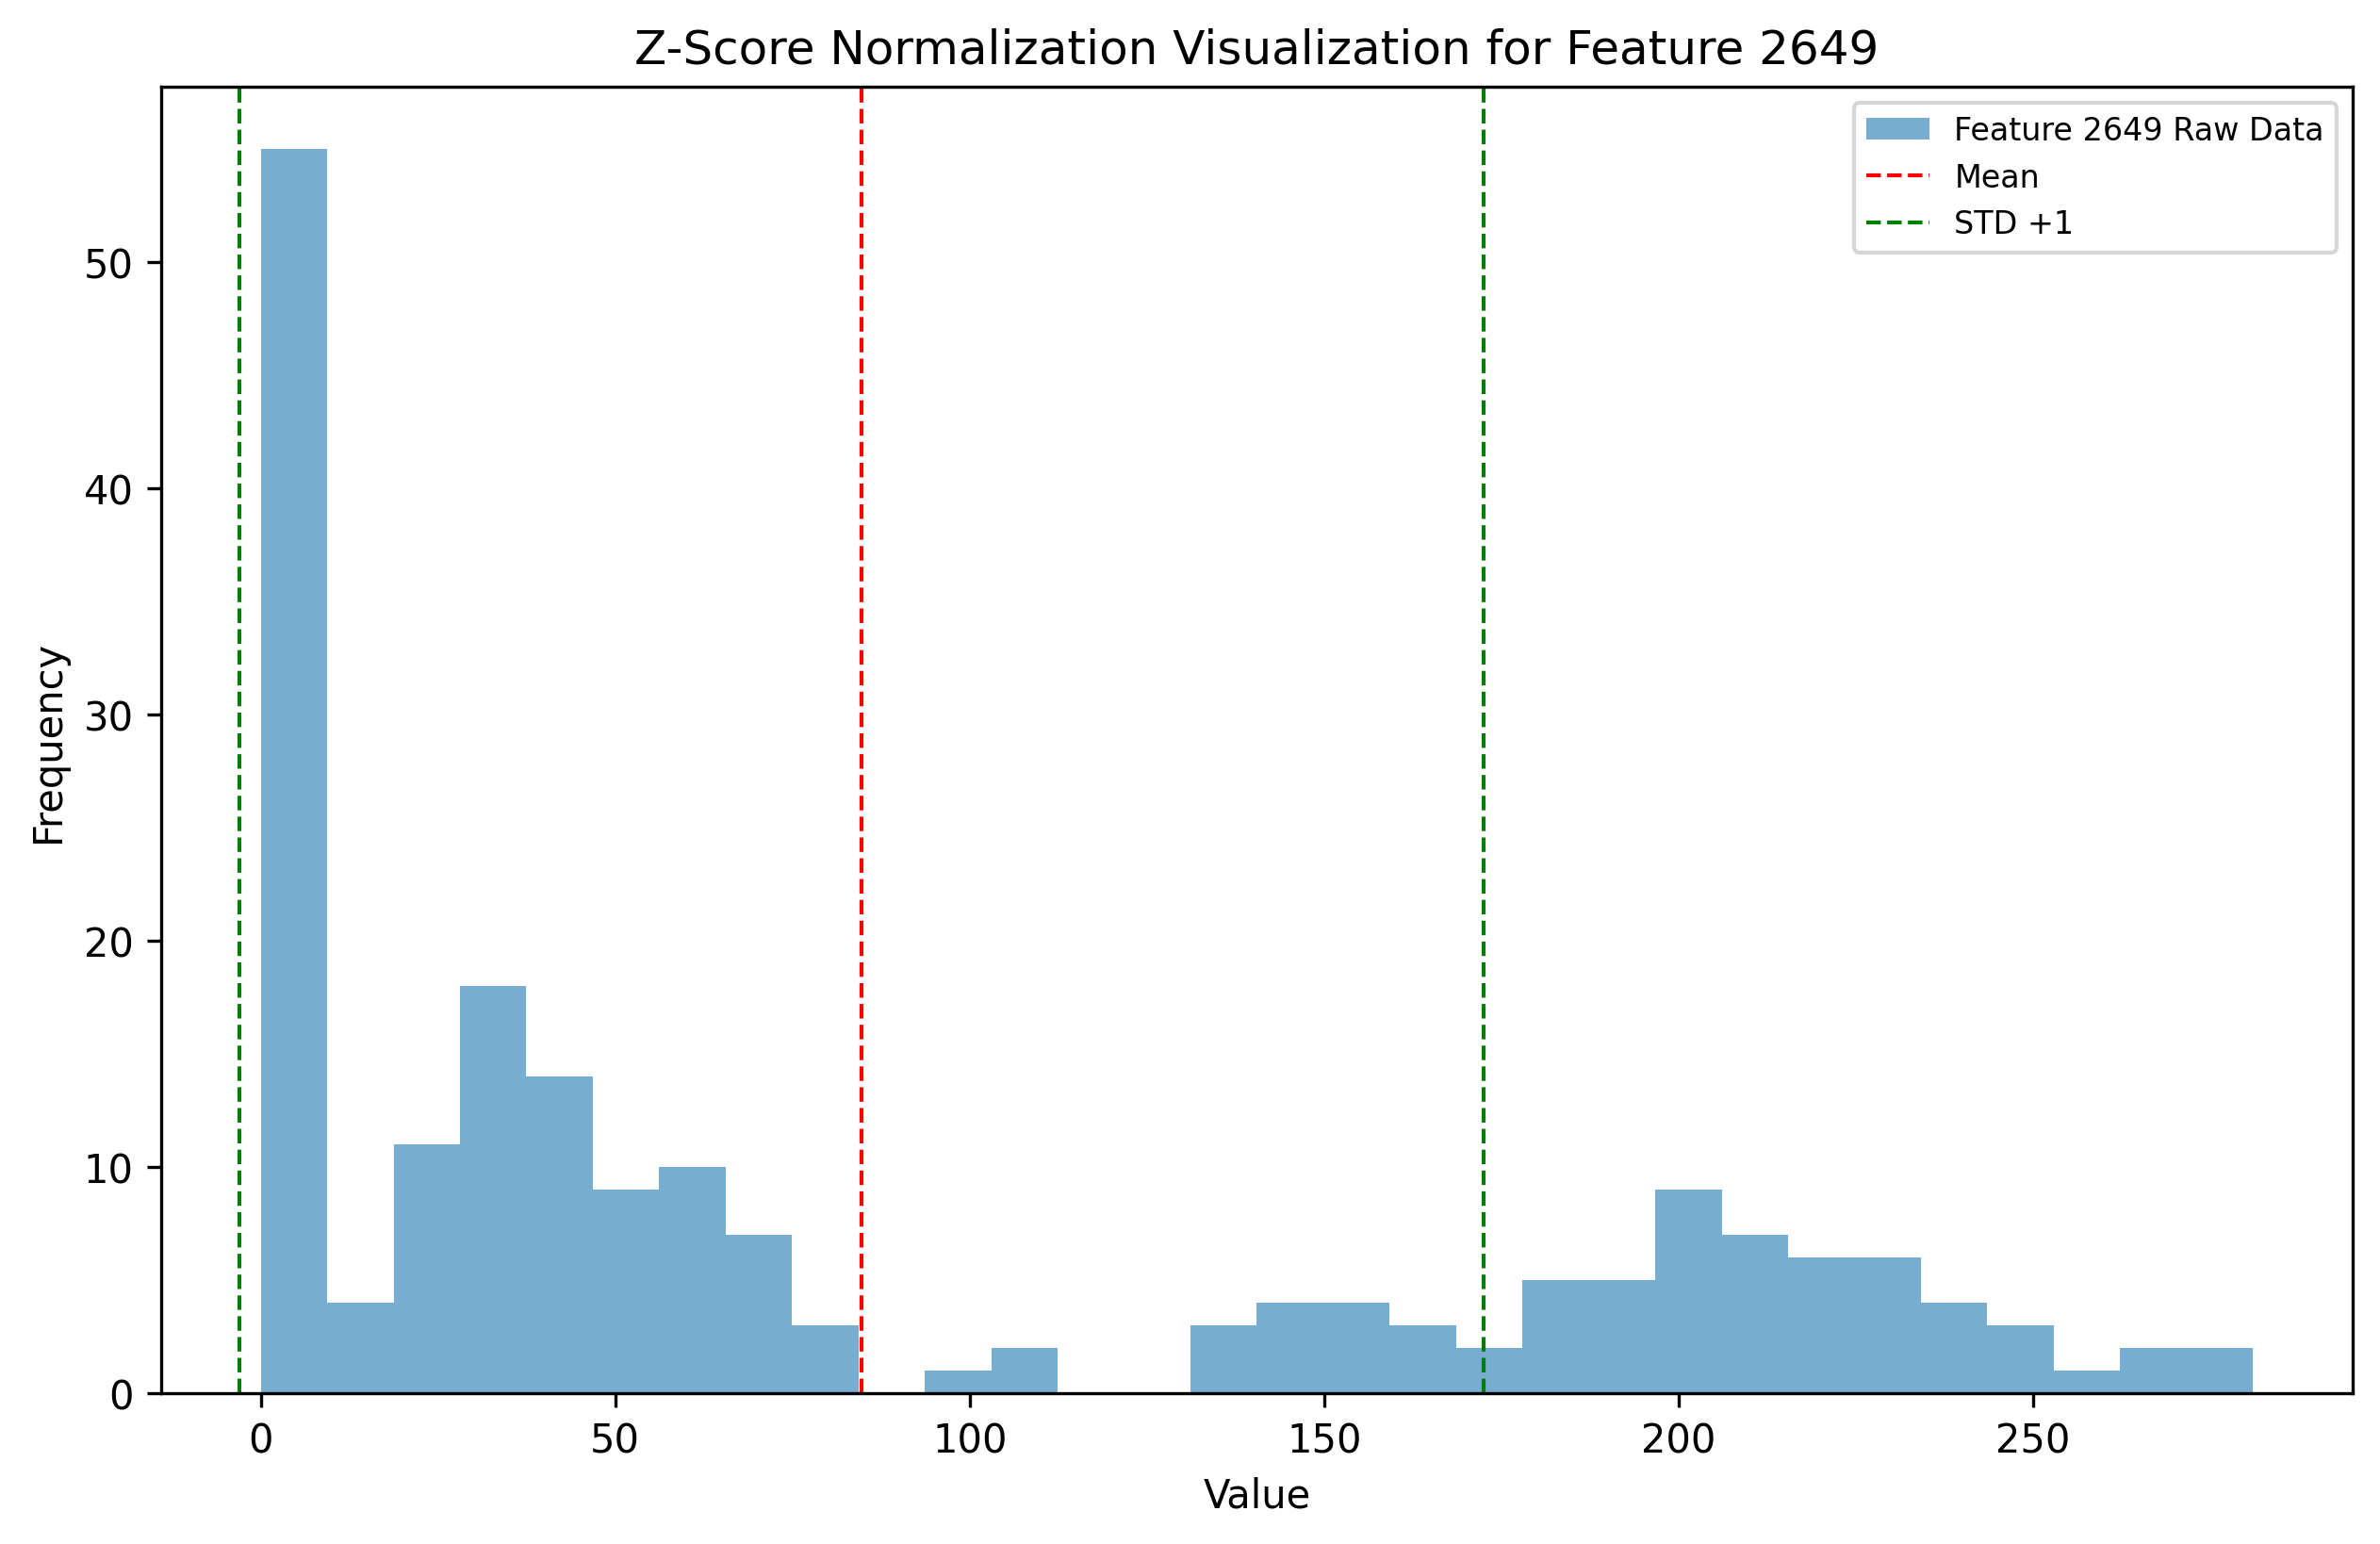 Z-Score Normalization Visualization for Feature 2649
Feature 2649 Raw Data
Mean
STD +1
50
40
30
20
10
0
Frequency
0 50 100 150 200 250
Value